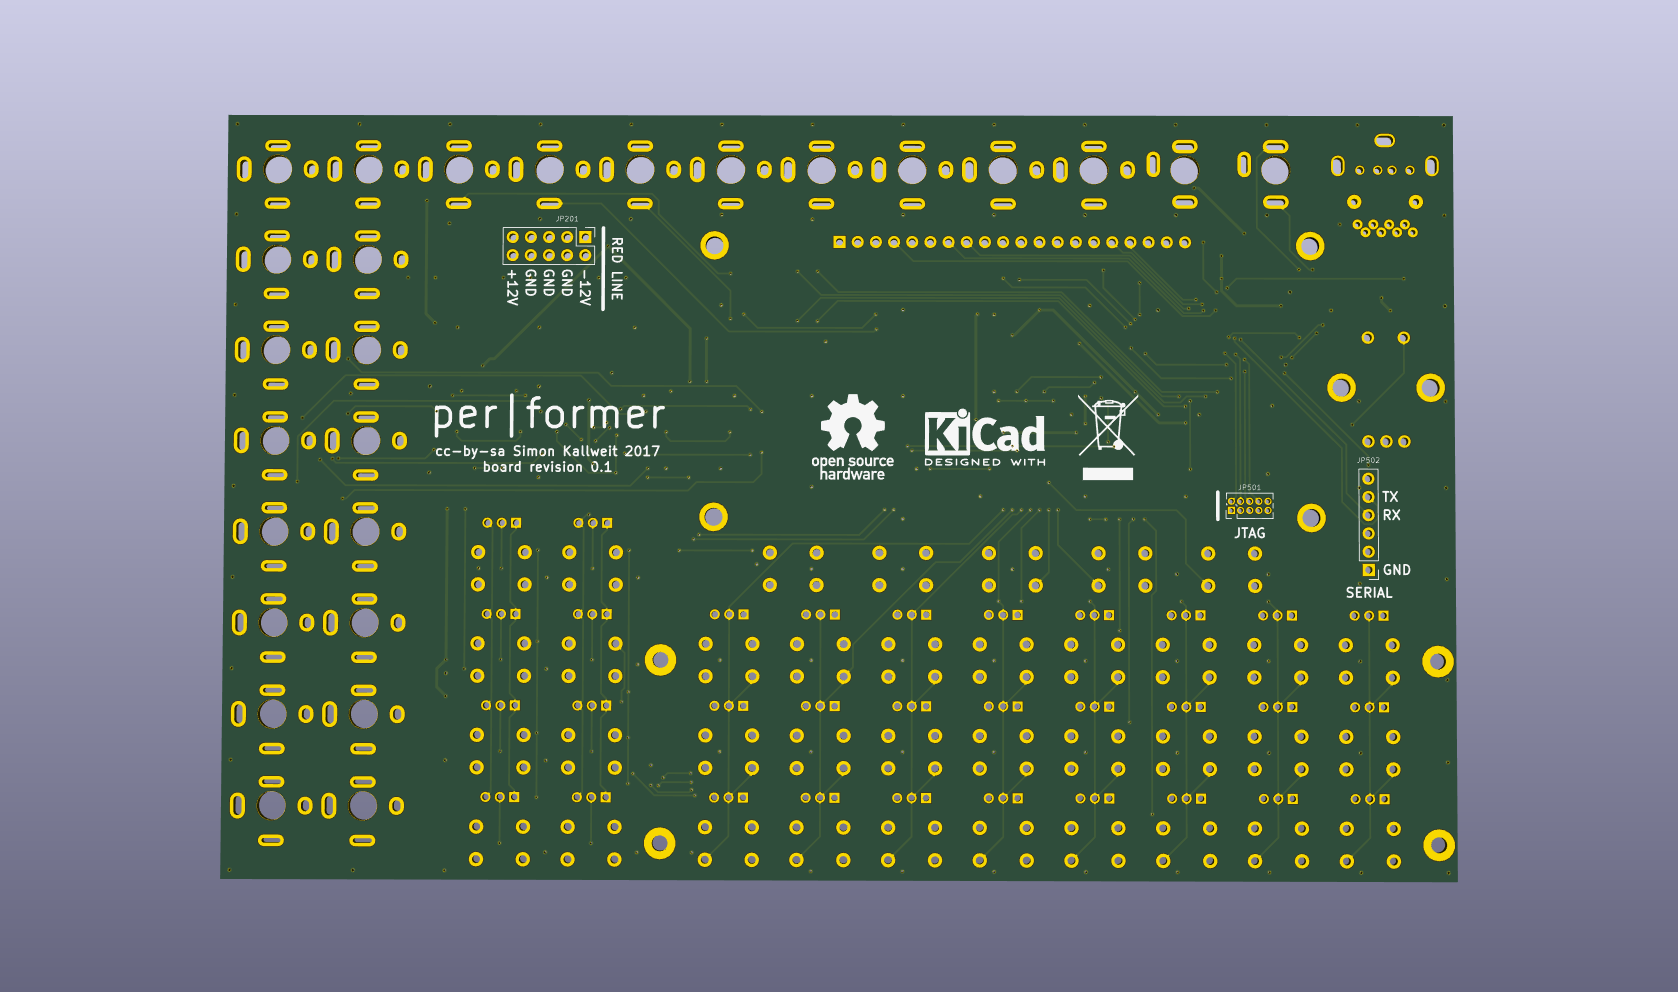 JP201
RED LINE
+12V
GND
GND
GND
-12V
per|former
cc-by-sa Simon Kallweit 2017
board revision 0.1
open source
hardware
KiCad
DESIGNED WITH
JP501
JTAG
JP502
TX
RX
GND
SERIAL